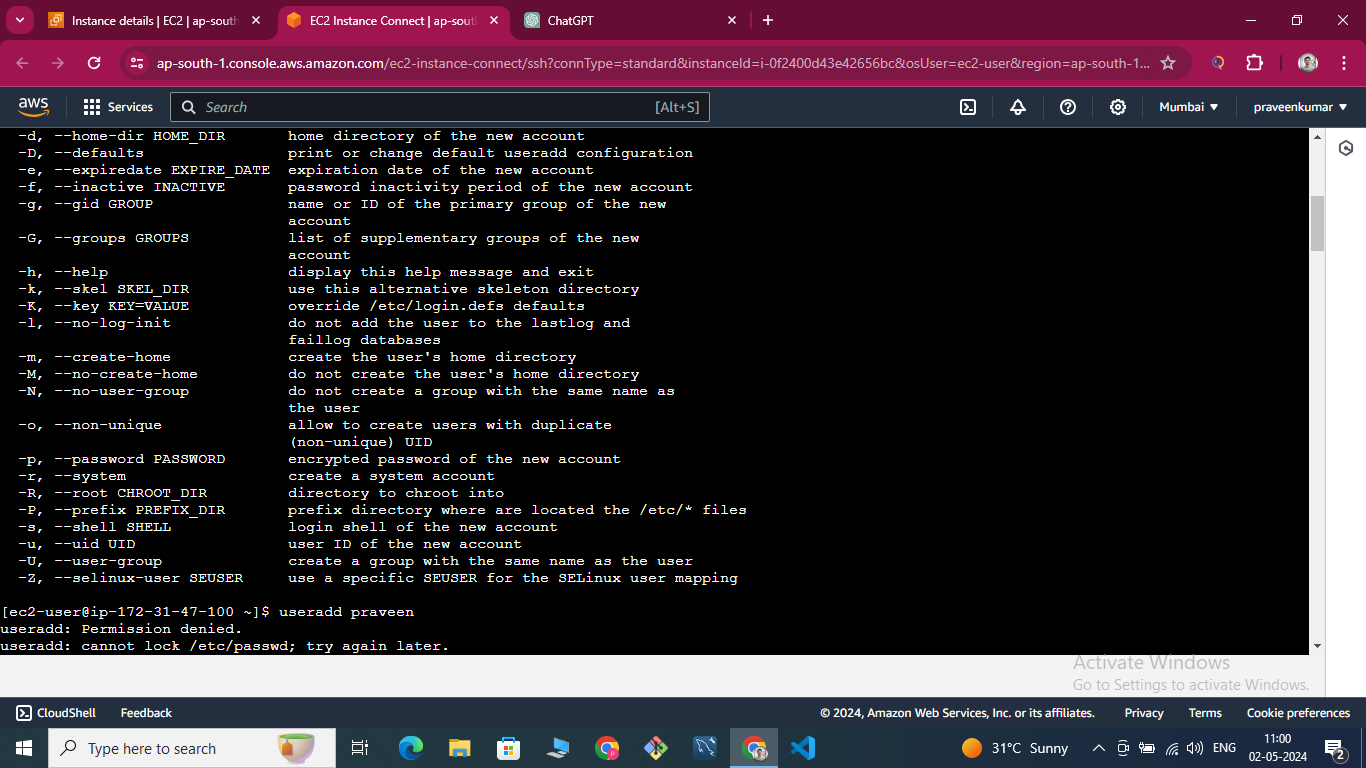 Instance details | EC2 | ap-south
EC2 Instance Connect | ap-sout
ChatGPT
ap-south-1.console.aws.amazon.com/ec2-instance-connect/ssh?connType=standard&instanceId=i-0f2400d43e42656bc&osUser=ec2-user&region=ap-south-1...
aws
Services
Search
[Alt+S]
Mumbai
praveenkumar
-d, --home-dir HOME_DIR home directory of the new account
-D, --defaults print or change default useradd configuration
-e, --expiredate EXPIRE_DATE expiration date of the new account
-f, --inactive INACTIVE password inactivity period of the new account
-g, --gid GROUP name or ID of the primary group of the new
account
-G, --groups GROUPS list of supplementary groups of the new
account
-h, --help display this help message and exit
-k, --skel SKEL_DIR use this alternative skeleton directory
-K, --key KEY=VALUE override /etc/login.defs defaults
-l, --no-log-init do not add the user to the lastlog and
faillog databases
-m, --create-home create the user's home directory
-M, --no-create-home do not create the user's home directory
-N, --no-user-group do not create a group with the same name as
the user
-o, --non-unique allow to create users with duplicate
(non-unique) UID
-p, --password PASSWORD encrypted password of the new account
-r, --system create a system account
-R, --root CHROOT_DIR directory to chroot into
-P, --prefix PREFIX_DIR prefix directory where are located the /etc/* files
-s, --shell SHELL login shell of the new account
-u, --uid UID user ID of the new account
-U, --user-group create a group with the same name as the user
-Z, --selinux-user SEUSER use a specific SEUSER for the SELinux user mapping
[ec2-user@ip-172-31-47-100 ~]$ useradd praveen
useradd: Permission denied.
useradd: cannot lock /etc/passwd; try again later.
Activate Windows
Go to Settings to activate Windows.
CloudShell
Feedback
© 2024, Amazon Web Services, Inc. or its affiliates.
Privacy
Terms
Cookie preferences
Type here to search
31°C Sunny
ENG
11:00
02-05-2024
2